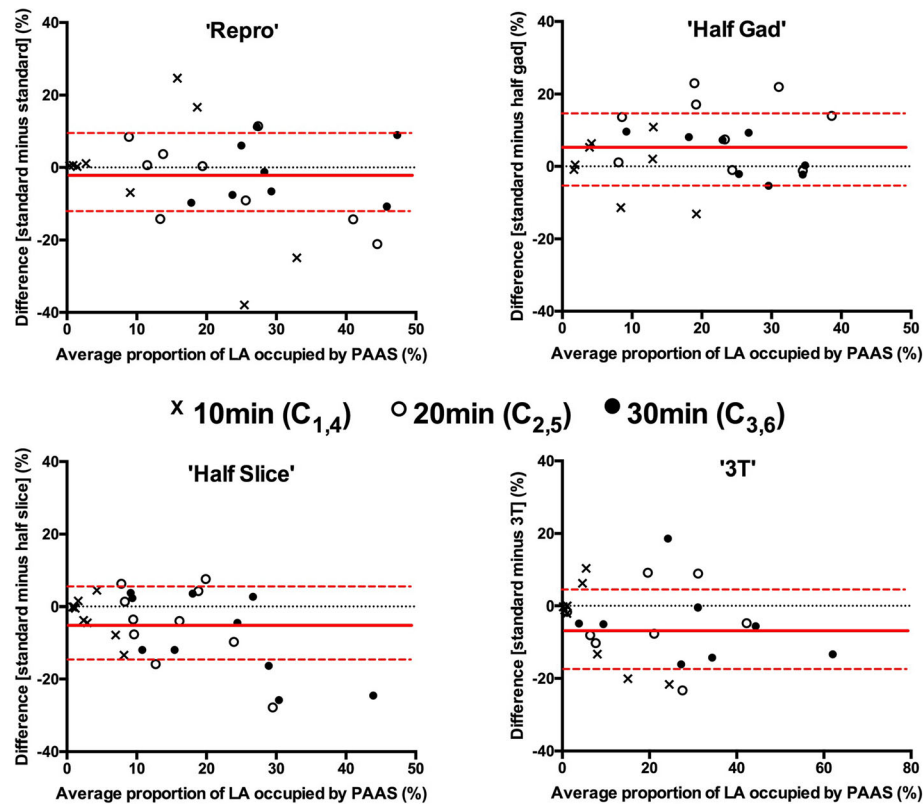 'Repro'
Difference [standard minus standard] (%)
40
20
0
-20
-40
0 10 20 30 40 50
Average proportion of LA occupied by PAAS (%)
'Half Gad'
Difference [standard minus half gad] (%)
40
20
0
-20
-40
0 10 20 30 40 50
Average proportion of LA occupied by PAAS (%)
x 10min (C1,4) 20min (C2,5) 30min (C3,6)
'Half Slice'
Difference [standard minus half slice] (%)
40
20
0
-20
-40
0 10 20 30 40 50
Average proportion of LA occupied by PAAS (%)
'3T'
Difference [standard minus 3T] (%)
40
20
0
-20
-40
0 20 40 60 80
Average proportion of LA occupied by PAAS (%)